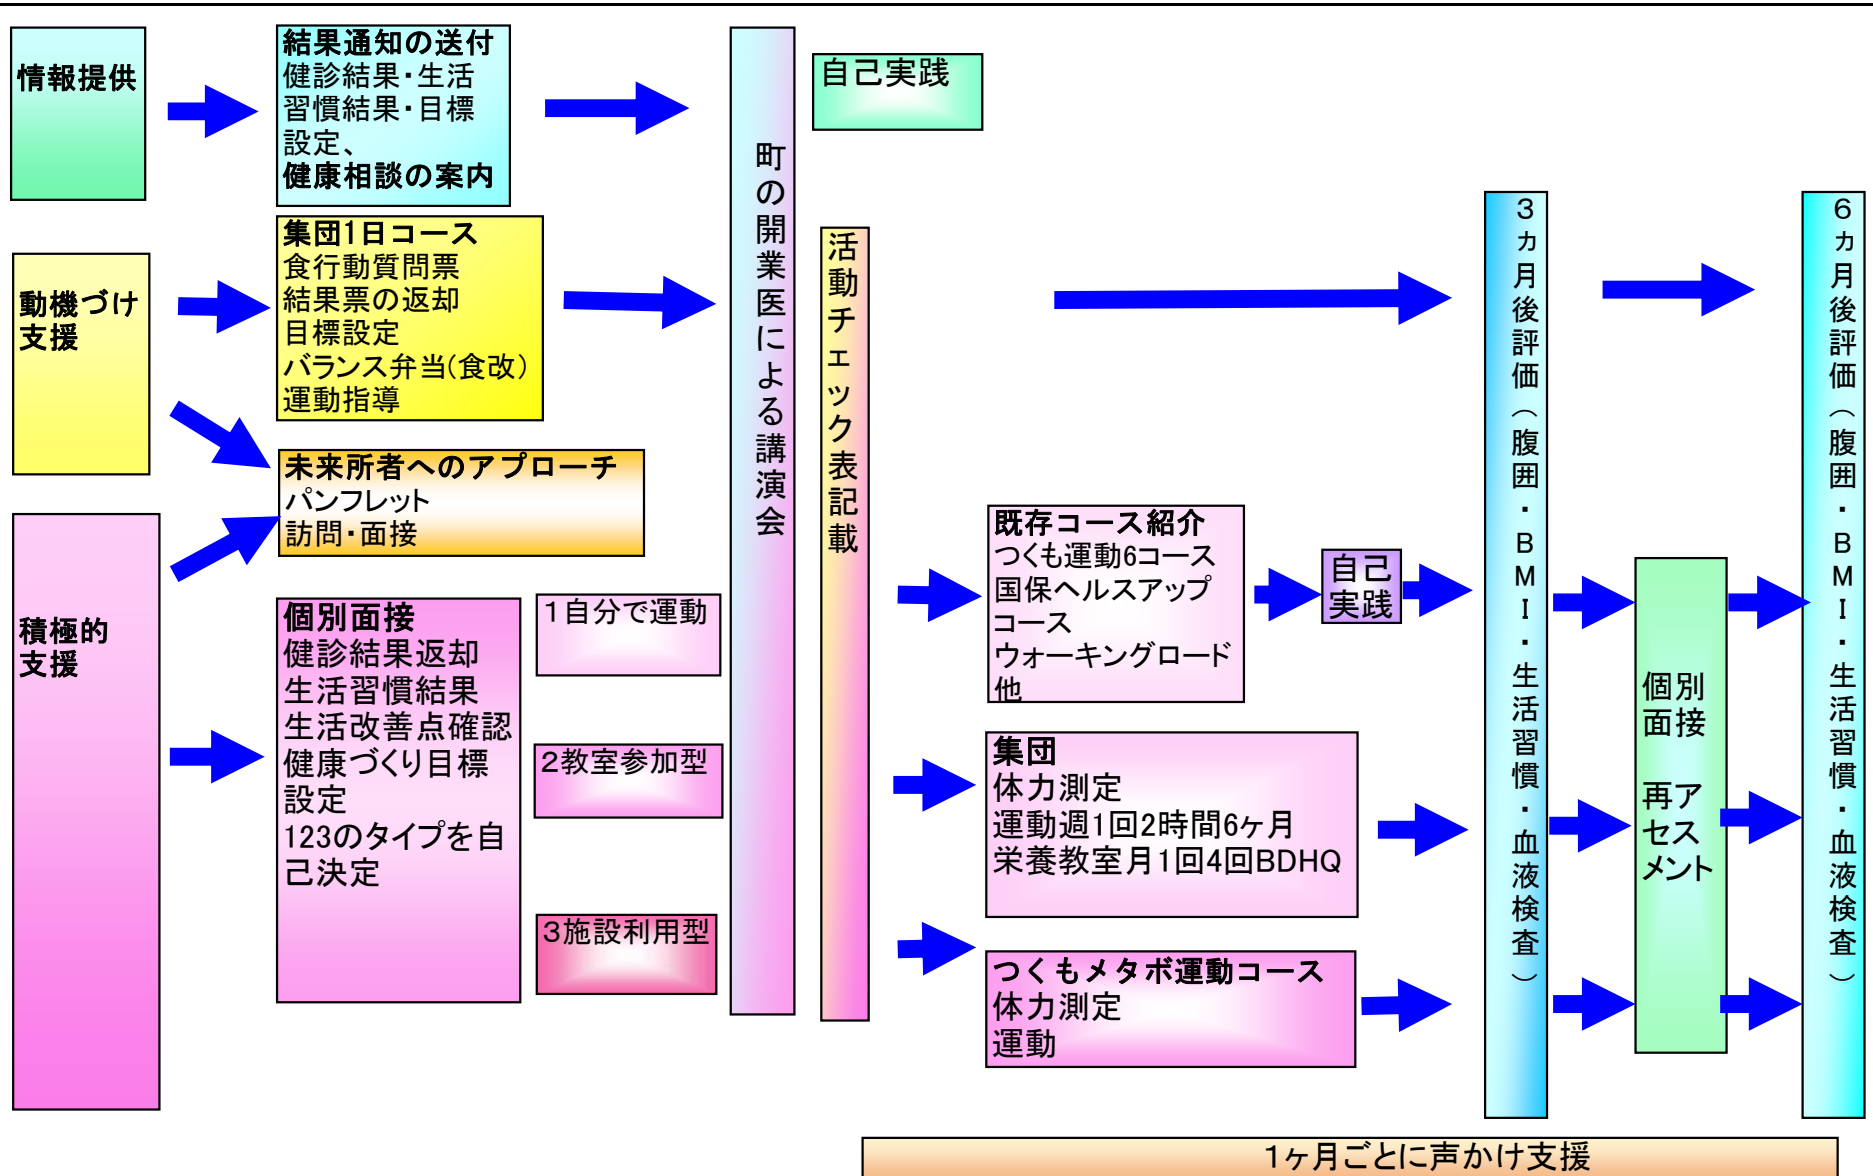 情報提供
結果通知の送付
健診結果・生活
習慣結果・目標
設定、
健康相談の案内
動機づけ
支援
集団1日コース
食行動質問票
結果票の返却
目標設定
バランス弁当(食改)
運動指導
未来所者へのアプローチ
パンフレット
訪問・面接
積極的
支援
個別面接
健診結果返却
生活習慣結果
生活改善点確認
健康づくり目標
設定
123のタイプを自
己決定
1自分で運動
2教室参加型
3施設利用型
町の開業医による講演会
自己実践
活動チェック表記載
既存コース紹介
つくも運動6コース
国保ヘルスアップ
コース
ウォーキングロード
他
自己
実践
集団
体力測定
運動週1回2時間6ヶ月
栄養教室月1回4回BDHQ
つくもメタボ運動コース
体力測定
運動
3ヵ月後評価(腹囲・BMI・生活習慣・血液検査)
個別
面接
再ア
セス
メント
6ヵ月後評価(腹囲・BMI・生活習慣・血液検査)
1ヶ月ごとに声かけ支援